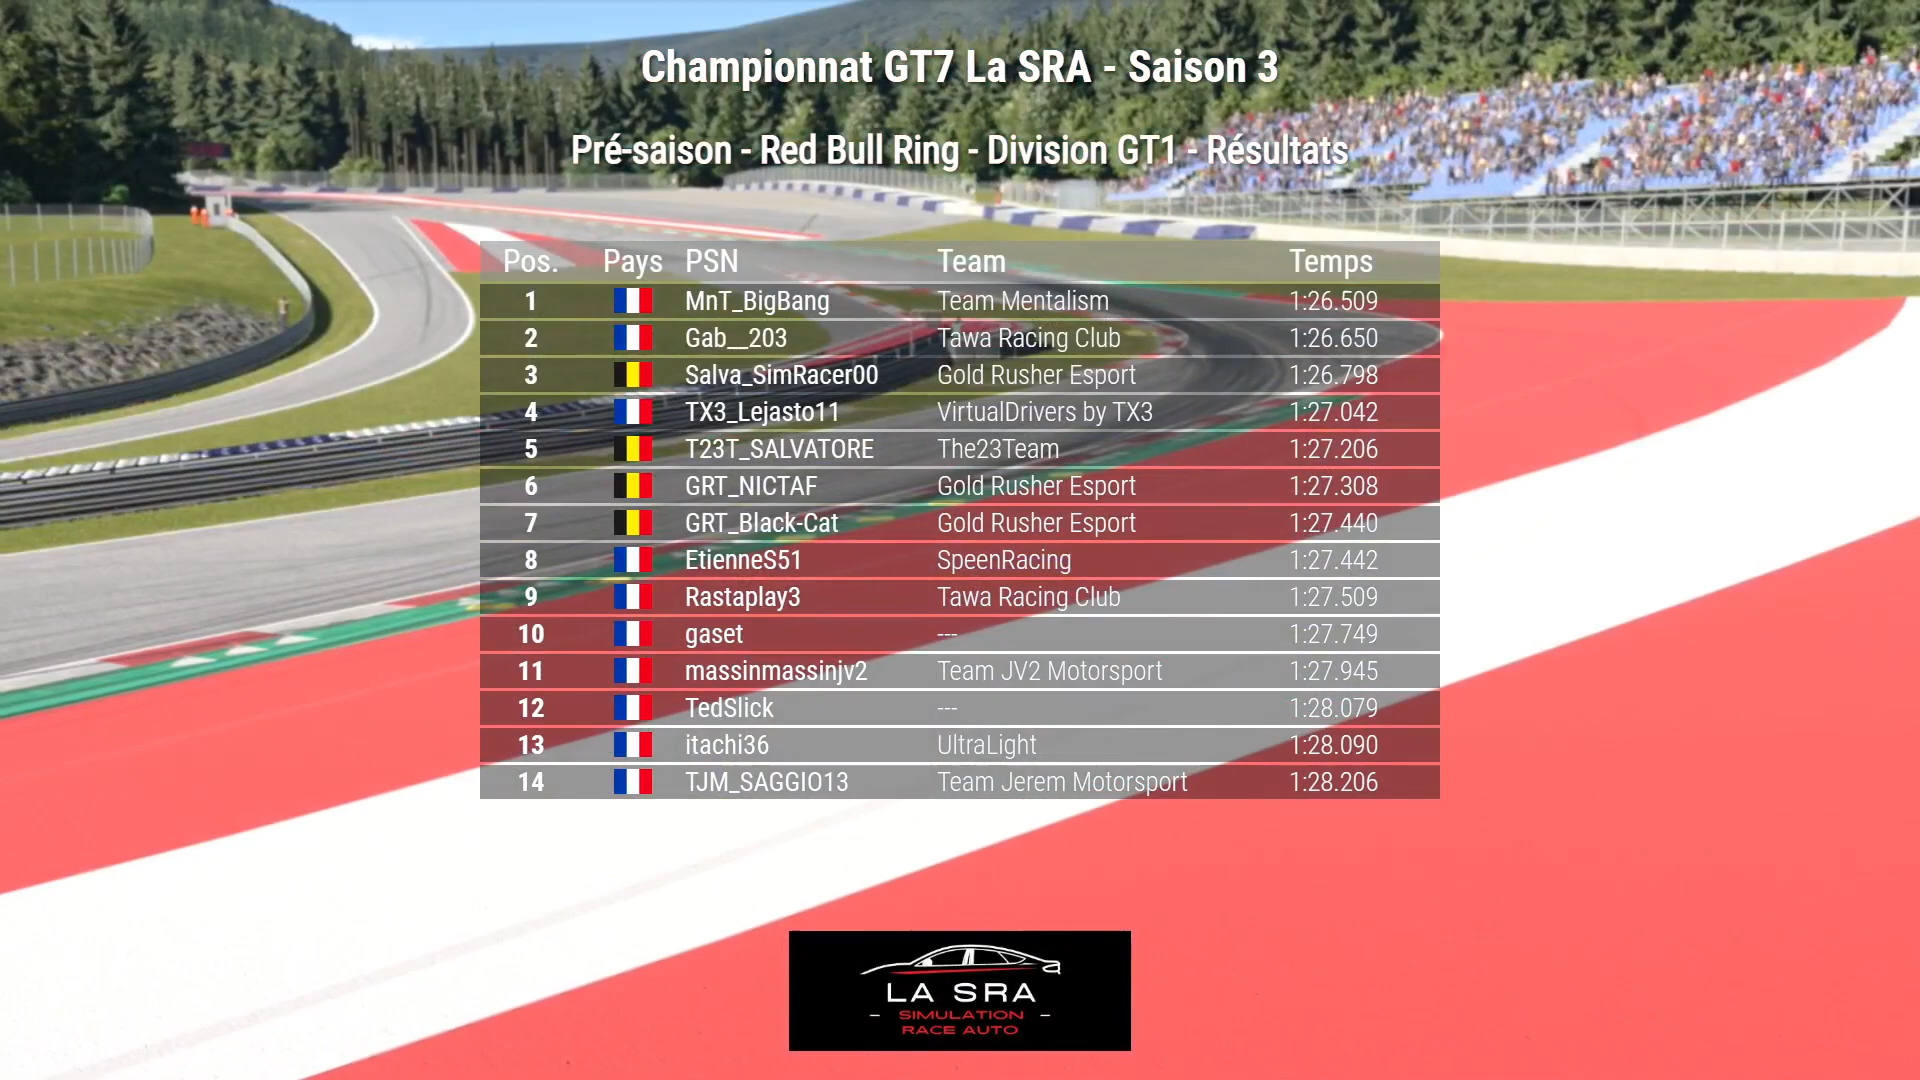 Championnat GT7 La SRA - Saison 3
Pré-saison - Red Bull Ring - Division GT1 - Résultats
Pos. Pays PSN Team Temps
1 MnT_BigBang Team Mentalism 1:26.509
2 Gab__203 Tawa Racing Club 1:26.650
3 Salva_SimRacer00 Gold Rusher Esport 1:26.798
4 TX3_Lejasto11 VirtualDrivers by TX3 1:27.042
5 T23T_SALVATORE The23Team 1:27.206
6 GRT_NICTAF Gold Rusher Esport 1:27.308
7 GRT_Black-Cat Gold Rusher Esport 1:27.440
8 EtienneS51 SpeenRacing 1:27.442
9 Rastaplay3 Tawa Racing Club 1:27.509
10 gaset --- 1:27.749
11 massinmassinjv2 Team JV2 Motorsport 1:27.945
12 TedSlick --- 1:28.079
13 itachi36 UltraLight 1:28.090
14 TJM_SAGGIO13 Team Jerem Motorsport 1:28.206
LA SRA
- SIMULATION -
RACE AUTO